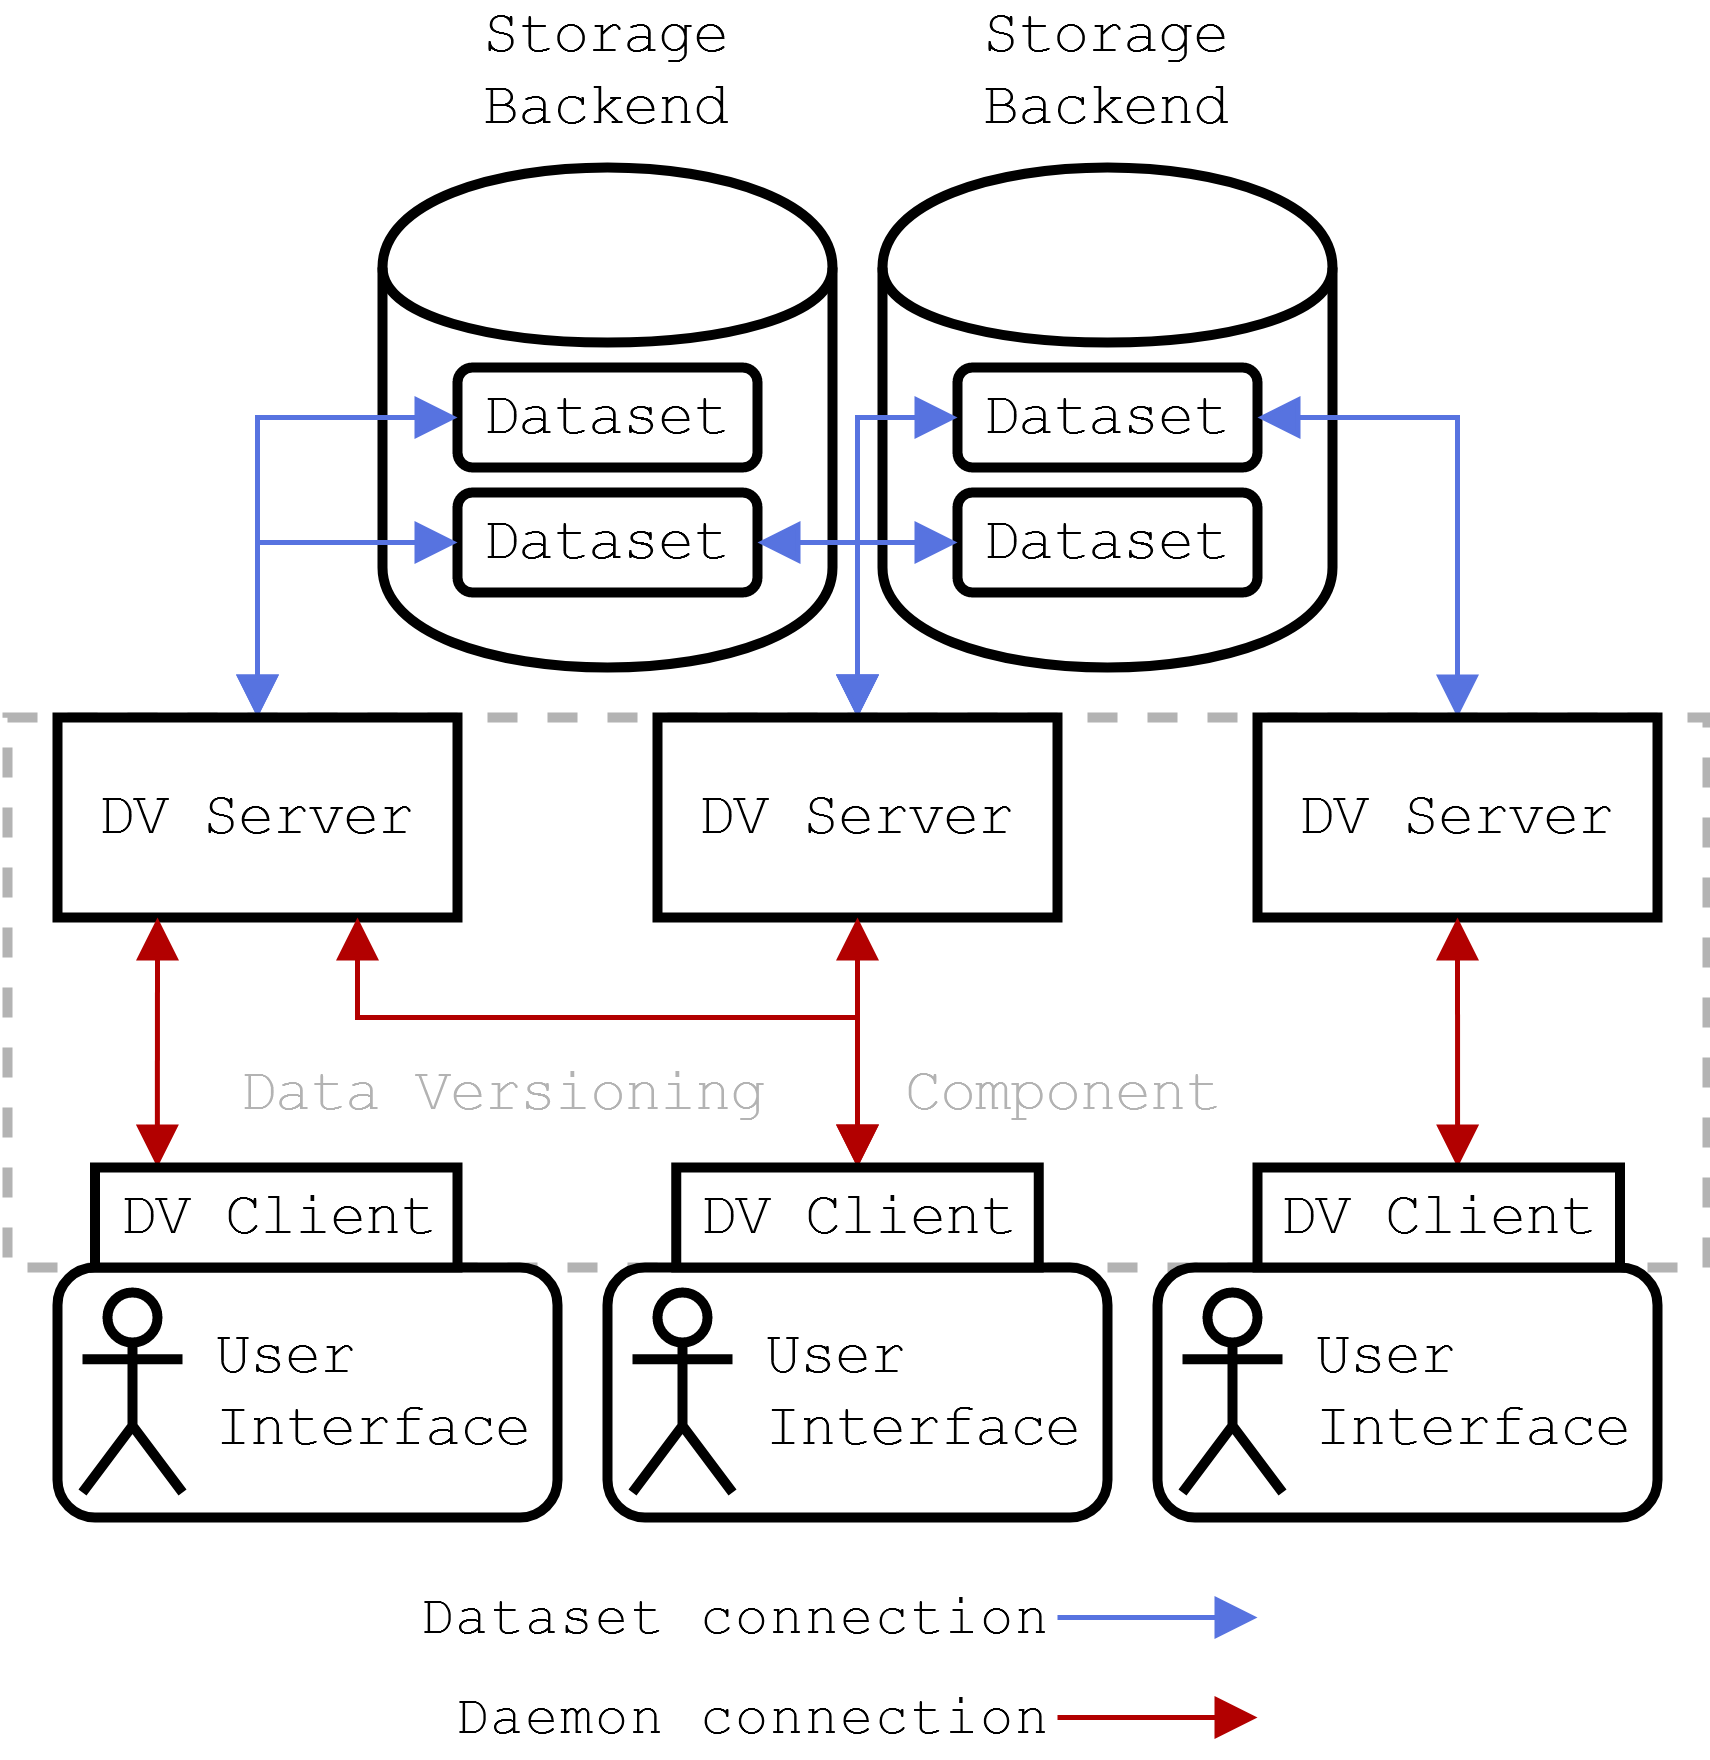 Storage
Backend
Storage
Backend
Dataset
Dataset
Dataset
Dataset
DV Server
DV Server
DV Server
Data Versioning Component
DV Client
DV Client
DV Client
User
Interface
User
Interface
User
Interface
Dataset connection
Daemon connection